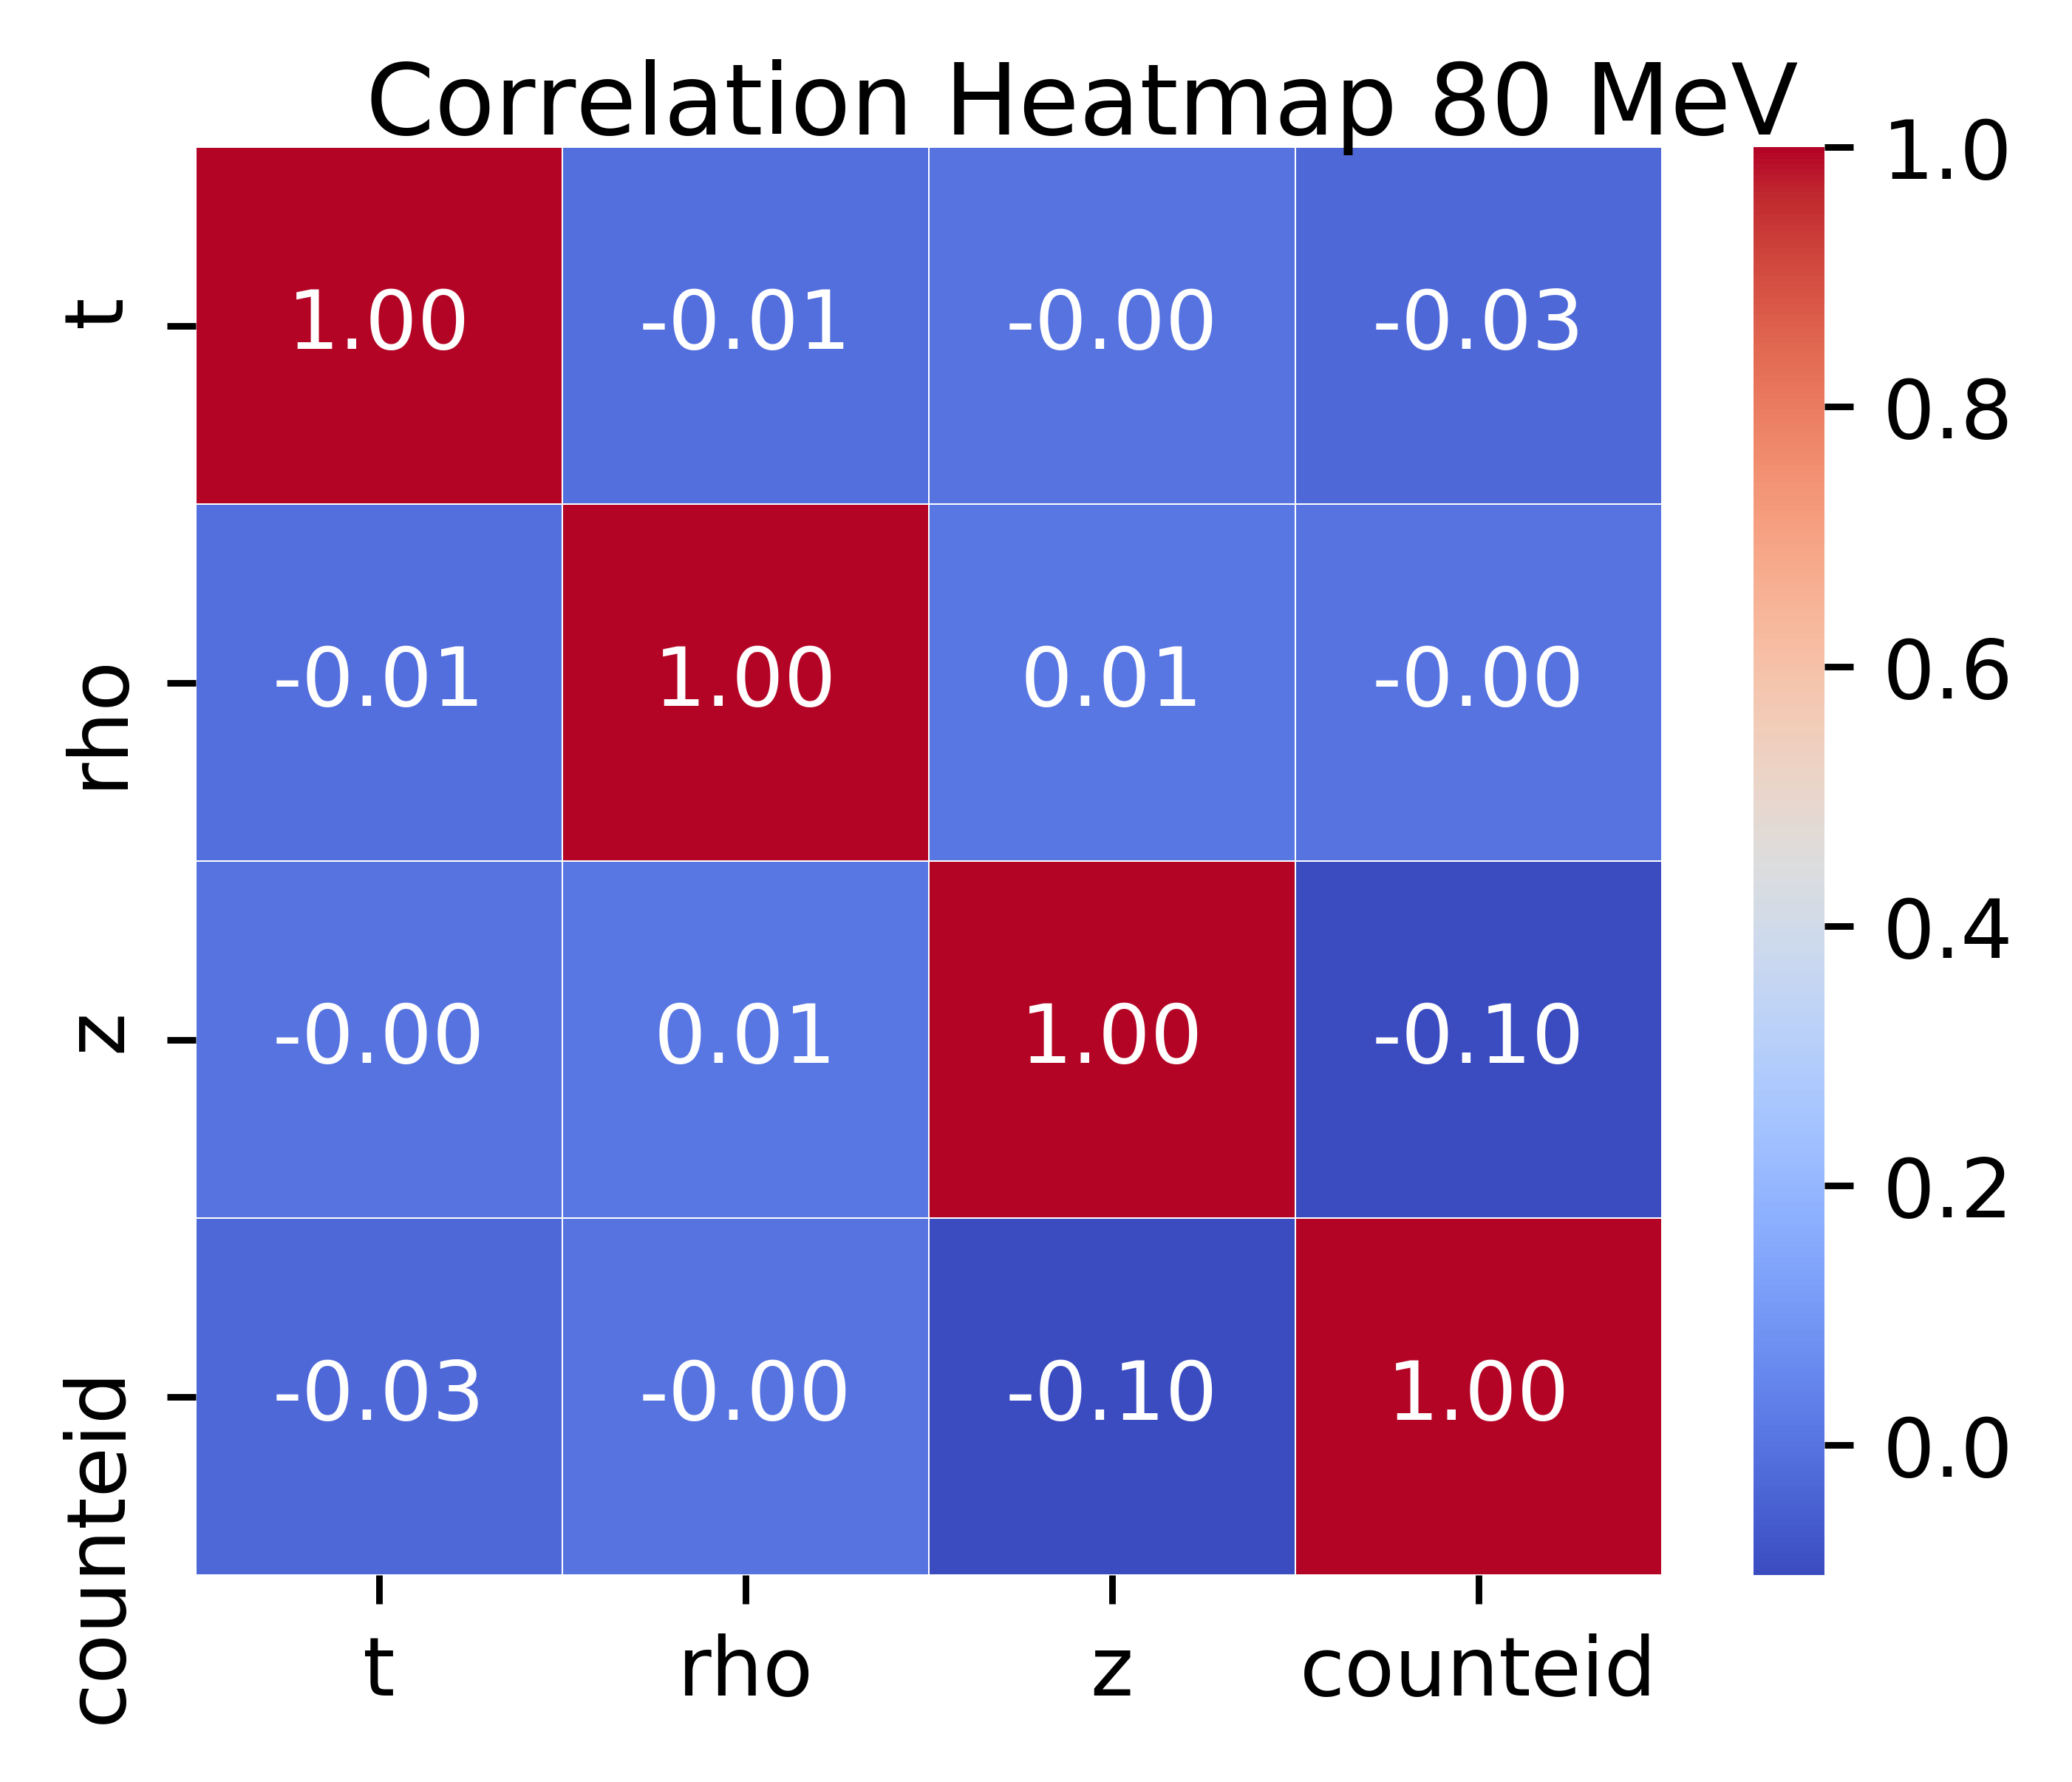 Correlation Heatmap 80 MeV
t
1.00 -0.01 -0.00 -0.03
rho
-0.01 1.00 0.01 -0.00
z
-0.00 0.01 1.00 -0.10
counteid
-0.03 -0.00 -0.10 1.00
t rho z counteid
1.0
0.8
0.6
0.4
0.2
0.0